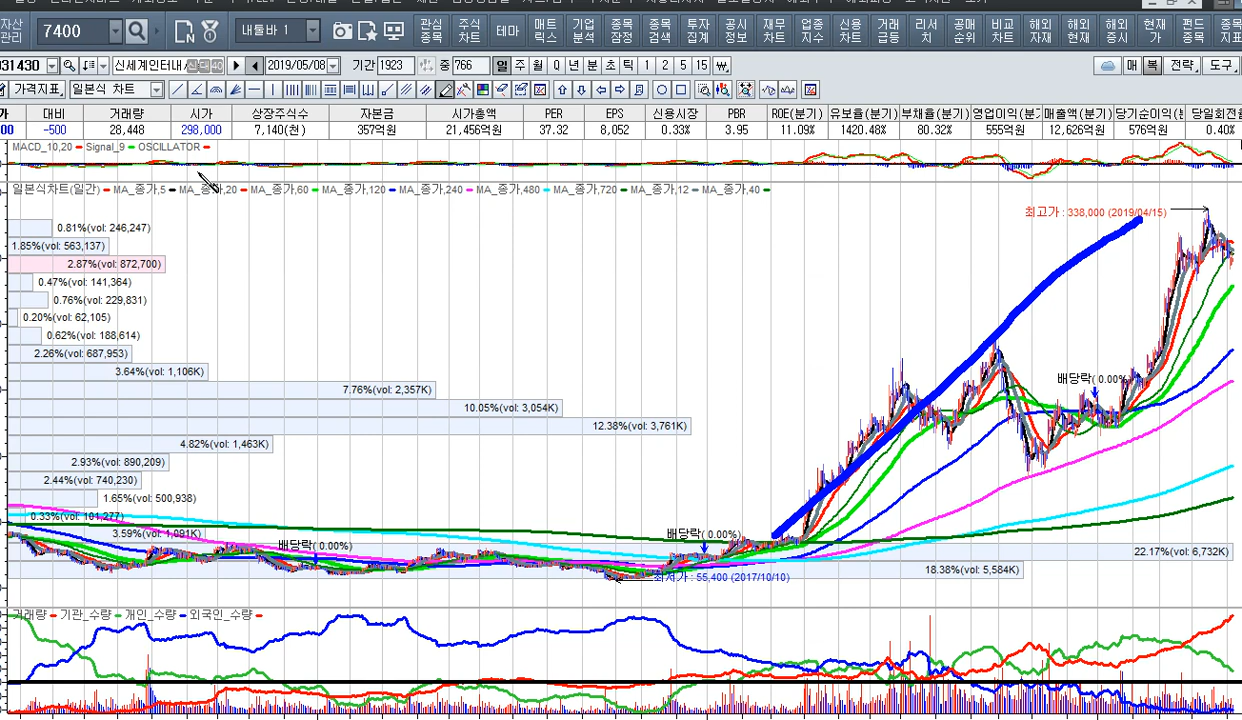 자산 관리 7400 내툴바 1 관심 종목 주식 차트 테마 매트 릭스 기업 분석 종목 잠정 종목 검색 투자 집계 공시 정보 재무 차트 업종 지수 신용 차트 거래 급등 리서 치 공매 순위 비교 차트 해외 자재 해외 현재 해외 증시 현재 가 펀드 종목 종목 지표
031430 신세계인터내 신 40 2019/05/08 기간 1923 중 766 일 주 월 Q 년 분 초 틱 1 2 3 5 15 매 복 전략 도구
가격지표 일본식 차트
가 대비 거래량 시가 상장주식수 자본금 시가총액 PER EPS 신용시장 PBR ROE(분기) 유보율(분기) 부채율(분기) 영업이익(분기 매출액(분기) 당기순이익(분 당일회전율
00 -500 28,448 298,000 7,140(천) 357억원 21,456억원 37.32 8,052 0.33% 3.95 11.09% 1420.48% 80.32% 555억원 12,626억원 576억원 0.40%
MACD_10,20 Signal_9 OSCILLATOR
일본식차트(일간) MA_종가,5 MA_종가,20 MA_종가,60 MA_종가,120 MA_종가,240 MA_종가,480 MA_종가,720 MA_종가,12 MA_종가,40
최고가 : 338,000 (2019/04/15)
0.81%(vol: 246,247)
1.85%(vol: 563,137)
2.87%(vol: 872,700)
0.47%(vol: 141,364)
0.76%(vol: 229,831)
0.20%(vol: 62,105)
0.62%(vol: 188,614)
2.26%(vol: 687,953)
3.64%(vol: 1,106K)
배당락( 0.00%)
7.76%(vol: 2,357K)
10.05%(vol: 3,054K)
12.38%(vol: 3,761K)
4.82%(vol: 1,463K)
2.93%(vol: 890,209)
2.44%(vol: 740,230)
1.65%(vol: 500,938)
0.33%(vol: 101,277)
3.59%(vol: 1,091K)
배당락( 0.00%)
배당락( 0.00%)
22.17%(vol: 6,732K)
18.38%(vol: 5,584K)
최저가 : 55,400 (2017/10/10)
거래량 기관_수량 개인_수량 외국인_수량